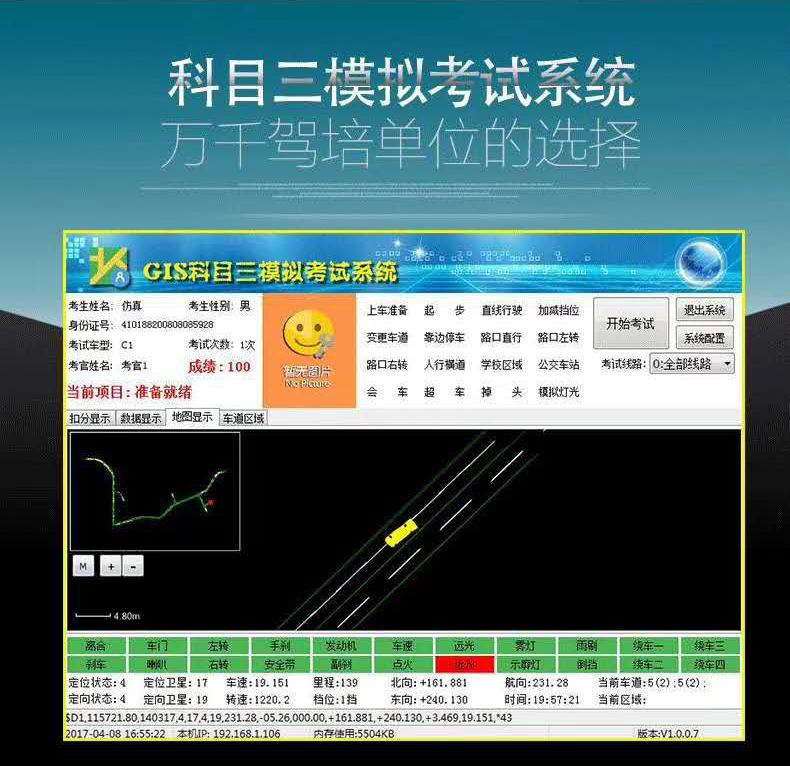 科目三模拟考试系统
万千驾培单位的选择
GIS科目三模拟考试系统
考生姓名: 仿真 考生性别: 男
身份证号: 410188200808085928
考试车型: C1 考试次数: 1次
考官姓名: 考官1 成绩: 100
当前项目: 准备就绪
暂无图片
No Picture
上车准备 起 步 直线行驶 加减挡位
变更车道 靠边停车 路口直行 路口左转
路口右转 人行横道 学校区域 公交车站
会 车 超 车 掉 头 模拟灯光
开始考试
退出系统
系统配置
考试线路: 0:全部线路
扣分显示 数据显示 地图显示 车道区域
M + -
4.80m
离合 车门 左转 手刹 发动机 车速 远光 雾灯 雨刷 绕车一 绕车三
刹车 喇叭 右转 安全带 副刹 点火 近光 示廓灯 倒挡 绕车二 绕车四
定位状态: 4 定位卫星: 17 车速:19.151 里程:139 北向:+161.881 航向:231.28 当前车道:5(2);5(2);
定向状态: 4 定向卫星: 19 转速:1220.2 档位:1挡 东向:+240.130 时间:19:57:21 当前区域:
$D1,115721.80,140317,4,17,4,19,231.28,-05.26,000.00,+161.881,+240.130,+3.469,19.151,*43
2017-04-08 16:55:22 本机IP: 192.168.1.106 内存使用:5504KB 版本:V1.0.0.7